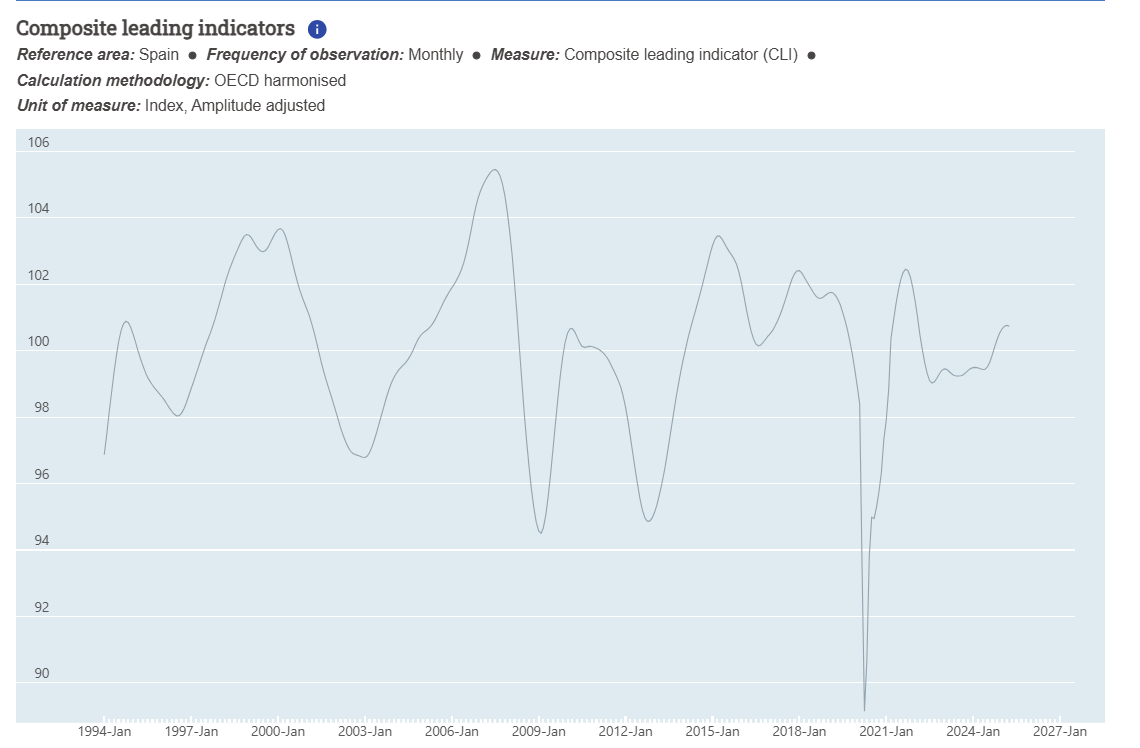 Composite leading indicators i
Reference area: Spain ● Frequency of observation: Monthly ● Measure: Composite leading indicator (CLI) ●
Calculation methodology: OECD harmonised
Unit of measure: Index, Amplitude adjusted
106
104
102
100
98
96
94
92
90
1994-Jan 1997-Jan 2000-Jan 2003-Jan 2006-Jan 2009-Jan 2012-Jan 2015-Jan 2018-Jan 2021-Jan 2024-Jan 2027-Jan